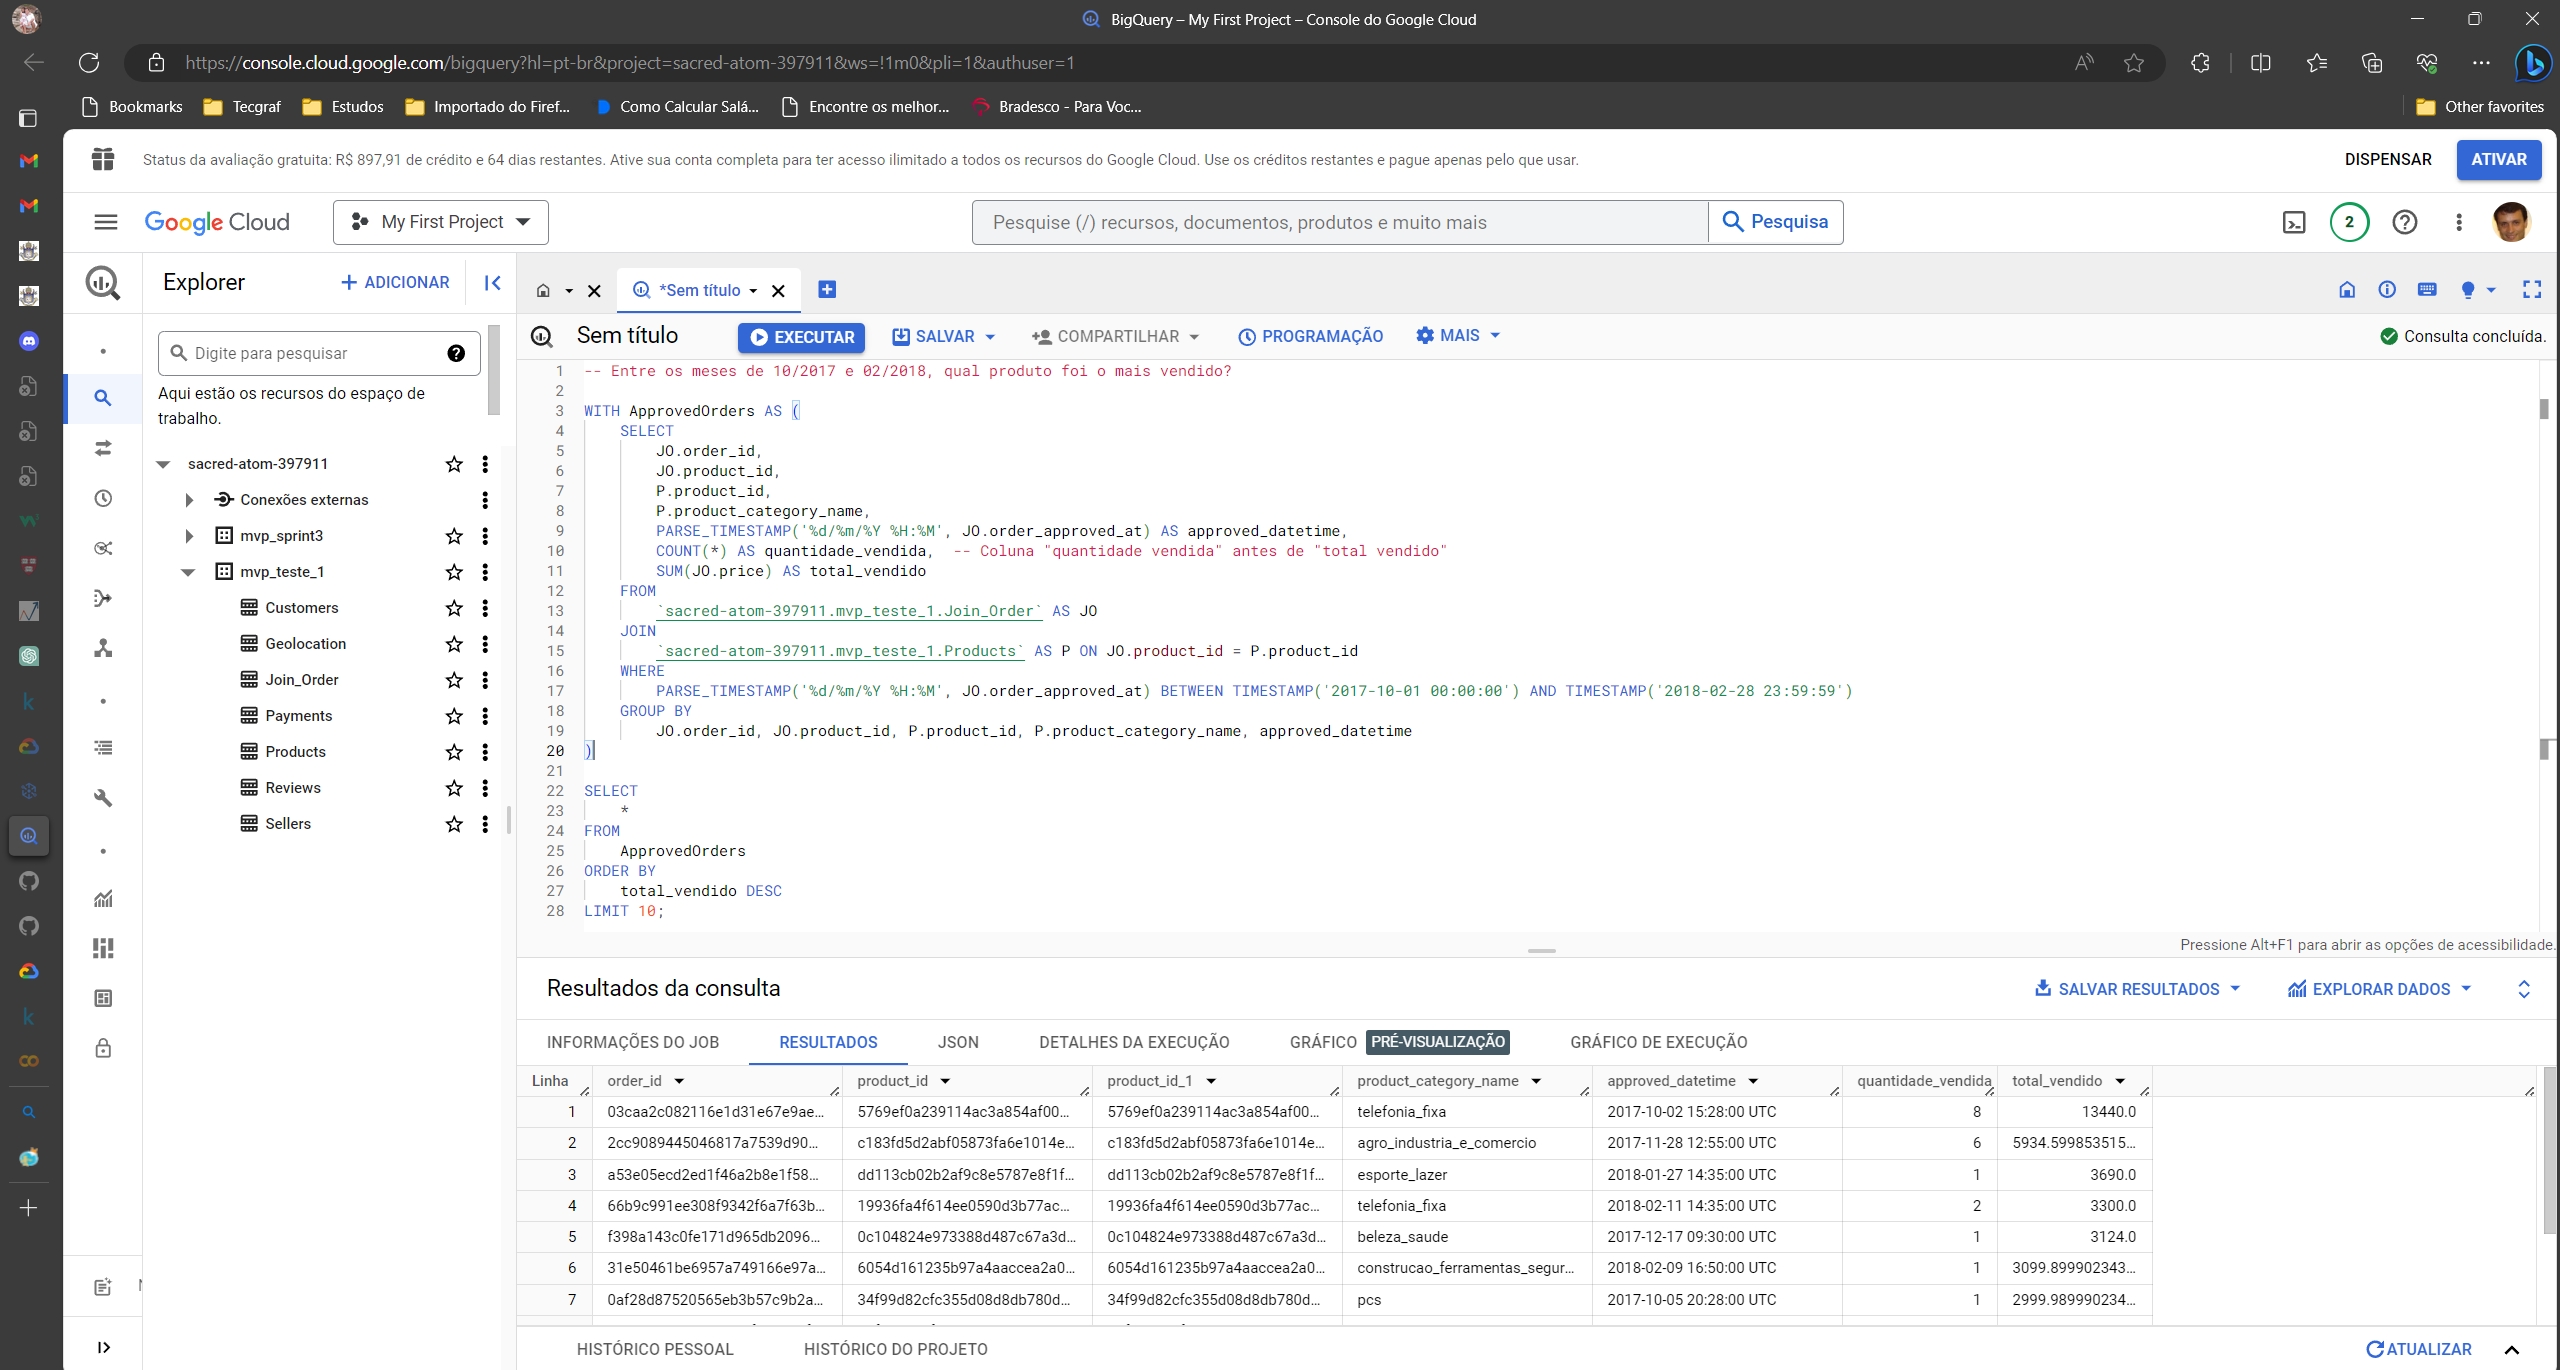 BigQuery – My First Project – Console do Google Cloud
https://console.cloud.google.com/bigquery?hl=pt-br&project=sacred-atom-397911&ws=!1m0&pli=1&authuser=1
Bookmarks Tecgraf Estudos Importado do Firef... Como Calcular Salá... Encontre os melhor... Bradesco - Para Voc... Other favorites
Status da avaliação gratuita: R$ 897,91 de crédito e 64 dias restantes. Ative sua conta completa para ter acesso ilimitado a todos os recursos do Google Cloud. Use os créditos restantes e pague apenas pelo que usar. DISPENSAR ATIVAR
Google Cloud My First Project Pesquise (/) recursos, documentos, produtos e muito mais Pesquisa 2
Explorer + ADICIONAR
Digite para pesquisar
Aqui estão os recursos do espaço de
trabalho.
sacred-atom-397911
Conexões externas
mvp_sprint3
mvp_teste_1
Customers
Geolocation
Join_Order
Payments
Products
Reviews
Sellers
*Sem título
Sem título EXECUTAR SALVAR COMPARTILHAR PROGRAMAÇÃO MAIS Consulta concluída.
1 -- Entre os meses de 10/2017 e 02/2018, qual produto foi o mais vendido?
2
3 WITH ApprovedOrders AS (
4 SELECT
5 JO.order_id,
6 JO.product_id,
7 P.product_id,
8 P.product_category_name,
9 PARSE_TIMESTAMP('%d/%m/%Y %H:%M', JO.order_approved_at) AS approved_datetime,
10 COUNT(*) AS quantidade_vendida, -- Coluna "quantidade vendida" antes de "total vendido"
11 SUM(JO.price) AS total_vendido
12 FROM
13 `sacred-atom-397911.mvp_teste_1.Join_Order` AS JO
14 JOIN
15 `sacred-atom-397911.mvp_teste_1.Products` AS P ON JO.product_id = P.product_id
16 WHERE
17 PARSE_TIMESTAMP('%d/%m/%Y %H:%M', JO.order_approved_at) BETWEEN TIMESTAMP('2017-10-01 00:00:00') AND TIMESTAMP('2018-02-28 23:59:59')
18 GROUP BY
19 JO.order_id, JO.product_id, P.product_id, P.product_category_name, approved_datetime
20 )
21
22 SELECT
23 *
24 FROM
25 ApprovedOrders
26 ORDER BY
27 total_vendido DESC
28 LIMIT 10;
Pressione Alt+F1 para abrir as opções de acessibilidade.
Resultados da consulta SALVAR RESULTADOS EXPLORAR DADOS
INFORMAÇÕES DO JOB RESULTADOS JSON DETALHES DA EXECUÇÃO GRÁFICO PRÉ-VISUALIZAÇÃO GRÁFICO DE EXECUÇÃO
Linha order_id product_id product_id_1 product_category_name approved_datetime quantidade_vendida total_vendido
1 03caa2c082116e1d31e67e9ae... 5769ef0a239114ac3a854af00... 5769ef0a239114ac3a854af00... telefonia_fixa 2017-10-02 15:28:00 UTC 8 13440.0
2 2cc9089445046817a7539d90... c183fd5d2abf05873fa6e1014e... c183fd5d2abf05873fa6e1014e... agro_industria_e_comercio 2017-11-28 12:55:00 UTC 6 5934.599853515...
3 a53e05ecd2ed1f46a2b8e1f58... dd113cb02b2af9c8e5787e8f1f... dd113cb02b2af9c8e5787e8f1f... esporte_lazer 2018-01-27 14:35:00 UTC 1 3690.0
4 66b9c991ee308f9342f6a7f63b... 19936fa4f614ee0590d3b77ac... 19936fa4f614ee0590d3b77ac... telefonia_fixa 2018-02-11 14:35:00 UTC 2 3300.0
5 f398a143c0fe171d965db2096... 0c104824e973388d487c67a3d... 0c104824e973388d487c67a3d... beleza_saude 2017-12-17 09:30:00 UTC 1 3124.0
6 31e50461be6957a749166e97a... 6054d161235b97a4aaccea2a0... 6054d161235b97a4aaccea2a0... construcao_ferramentas_segur... 2018-02-09 16:50:00 UTC 1 3099.899902343...
7 0af28d87520565eb3b57c9b2a... 34f99d82cfc355d08d8db780d... 34f99d82cfc355d08d8db780d... pcs 2017-10-05 20:28:00 UTC 1 2999.989990234...
HISTÓRICO PESSOAL HISTÓRICO DO PROJETO ATUALIZAR